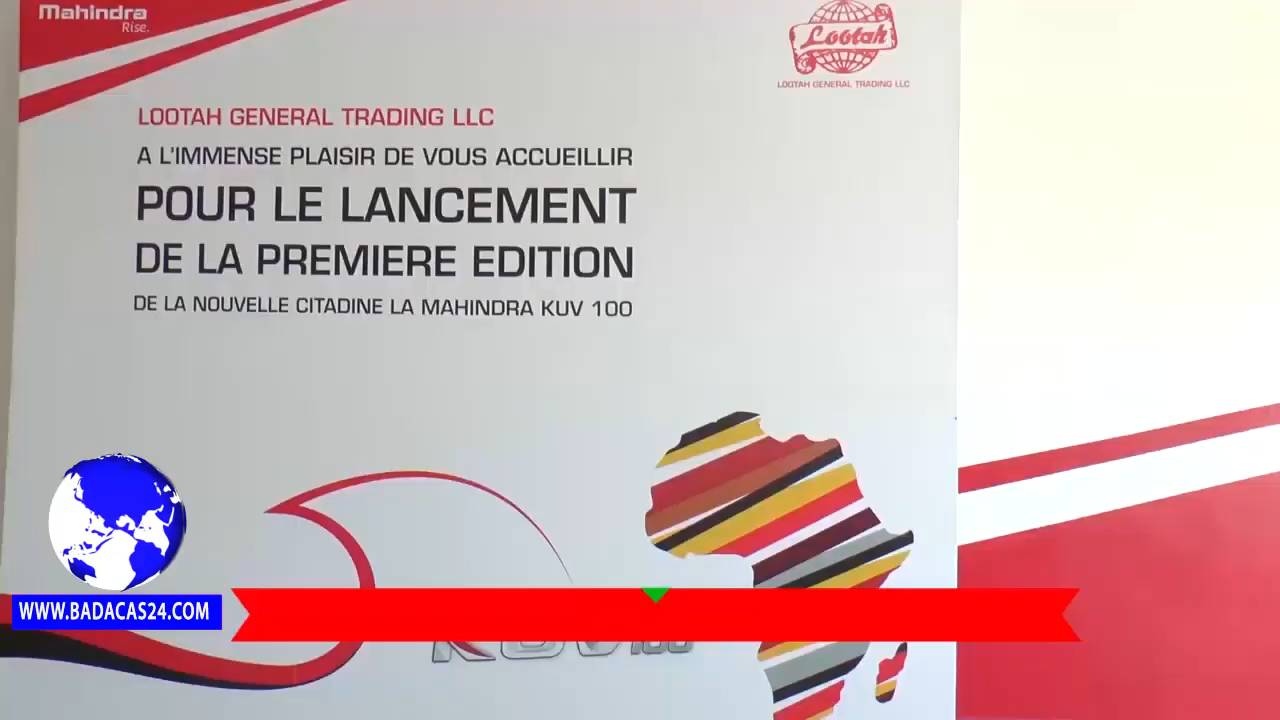 Mahindra
Rise.
Lootah
LOOTAH GENERAL TRADING LLC
LOOTAH GENERAL TRADING LLC
A L'IMMENSE PLAISIR DE VOUS ACCUEILLIR
POUR LE LANCEMENT
DE LA PREMIERE EDITION
DE LA NOUVELLE CITADINE LA MAHINDRA KUV 100
WWW.BADACAS24.COM
KUV100